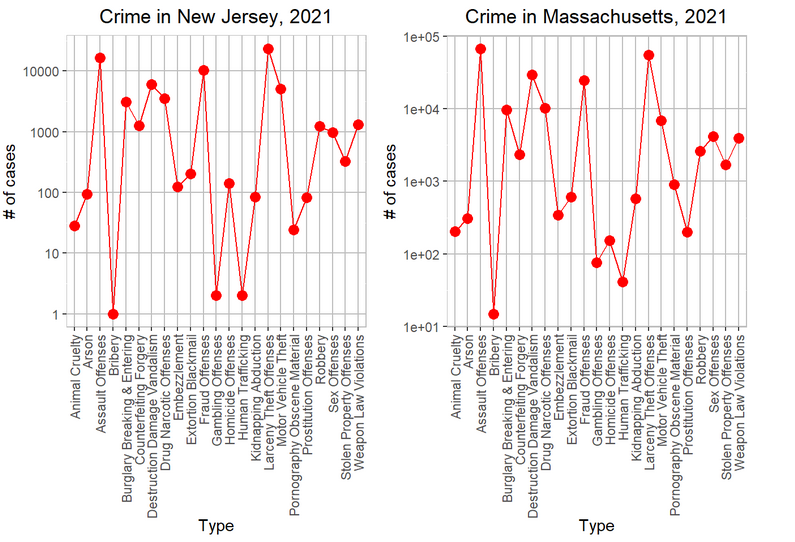 Crime in New Jersey, 2021
# of cases
10000
1000
100
10
1
Animal Cruelty
Arson
Assault Offenses
Bribery
Burglary Breaking & Entering
Counterfeiting Forgery
Destruction Damage Vandalism
Drug Narcotic Offenses
Embezzlement
Extortion Blackmail
Fraud Offenses
Gambling Offenses
Homicide Offenses
Human Trafficking
Kidnapping Abduction
Larceny Theft Offenses
Motor Vehicle Theft
Pornography Obscene Material
Prostitution Offenses
Robbery
Sex Offenses
Stolen Property Offenses
Weapon Law Violations
Type
Crime in Massachusetts, 2021
# of cases
1e+05
1e+04
1e+03
1e+02
1e+01
Animal Cruelty
Arson
Assault Offenses
Bribery
Burglary Breaking & Entering
Counterfeiting Forgery
Destruction Damage Vandalism
Drug Narcotic Offenses
Embezzlement
Extortion Blackmail
Fraud Offenses
Gambling Offenses
Homicide Offenses
Human Trafficking
Kidnapping Abduction
Larceny Theft Offenses
Motor Vehicle Theft
Pornography Obscene Material
Prostitution Offenses
Robbery
Sex Offenses
Stolen Property Offenses
Weapon Law Violations
Type